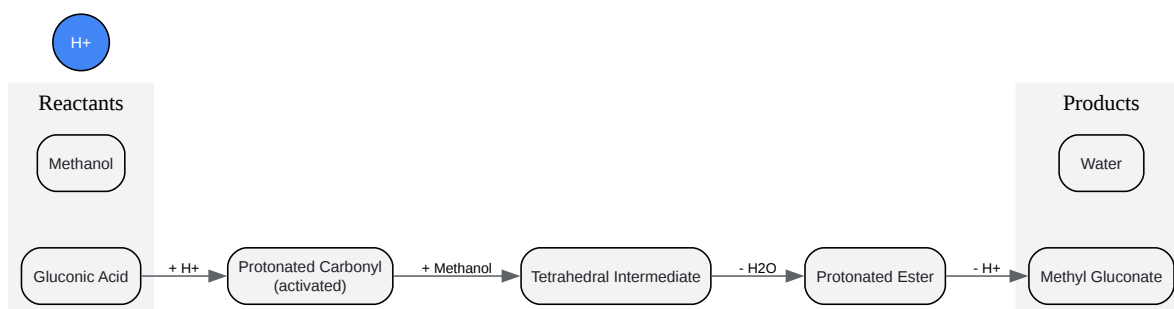 H+
Reactants
Products
Methanol
Water
Gluconic Acid
+ H+
Protonated Carbonyl
(activated)
+ Methanol
Tetrahedral Intermediate
- H2O
Protonated Ester
- H+
Methyl Gluconate